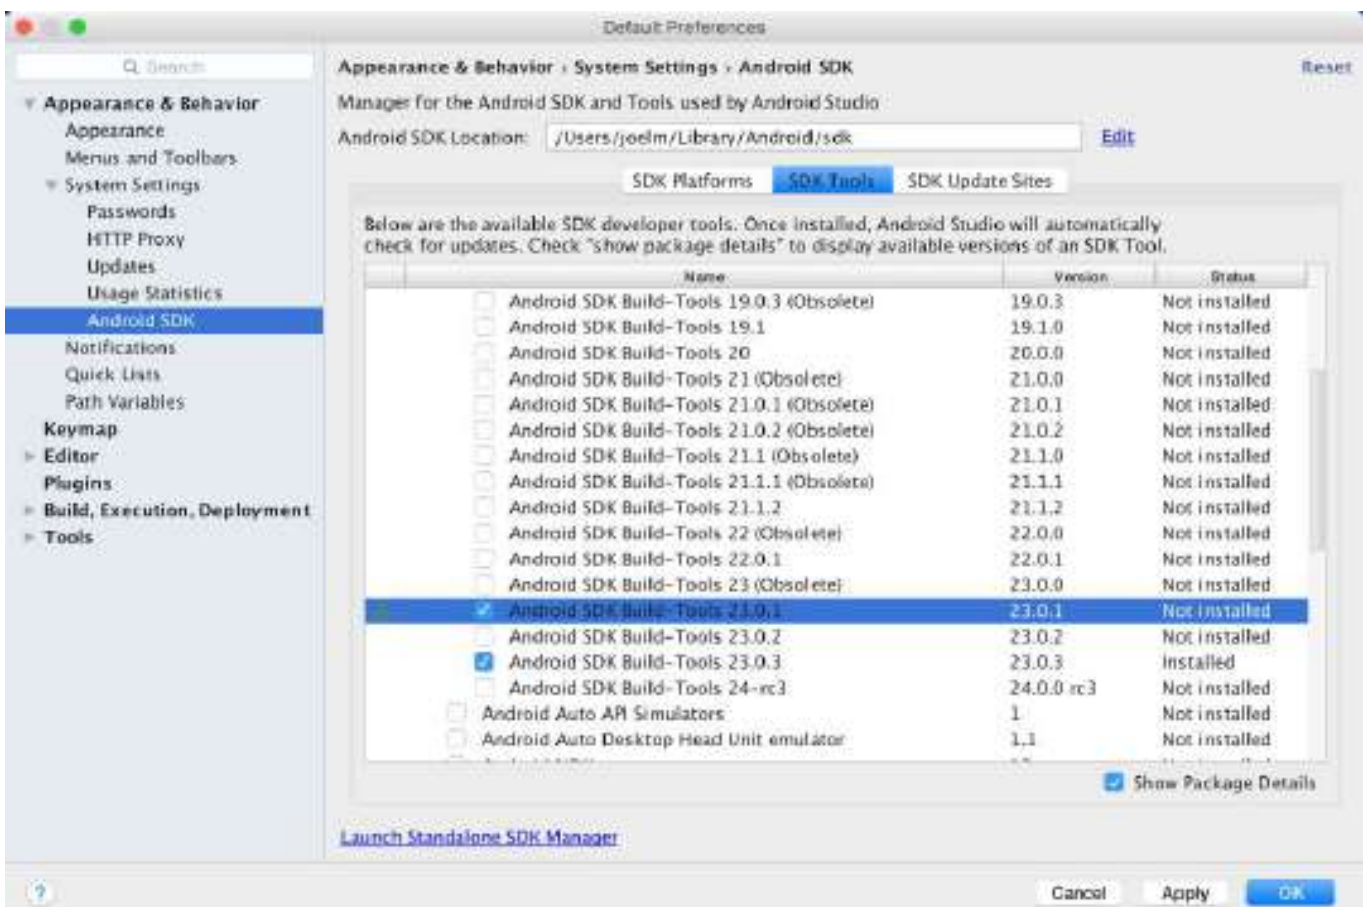 Default Preferences
Search
Appearance & Behavior › System Settings › Android SDK
Reset
Appearance & Behavior
Appearance
Menus and Toolbars
System Settings
Passwords
HTTP Proxy
Updates
Usage Statistics
Android SDK
Notifications
Quick Lists
Path Variables
Keymap
Editor
Plugins
Build, Execution, Deployment
Tools
Manager for the Android SDK and Tools used by Android Studio
Android SDK Location: /Users/joelm/Library/Android/sdk Edit
SDK Platforms SDK Tools SDK Update Sites
Below are the available SDK developer tools. Once installed, Android Studio will automatically
check for updates. Check "show package details" to display available versions of an SDK Tool.
Name Version Status
Android SDK Build-Tools 19.0.3 (Obsolete) 19.0.3 Not installed
Android SDK Build-Tools 19.1 19.1.0 Not installed
Android SDK Build-Tools 20 20.0.0 Not installed
Android SDK Build-Tools 21 (Obsolete) 21.0.0 Not installed
Android SDK Build-Tools 21.0.1 (Obsolete) 21.0.1 Not installed
Android SDK Build-Tools 21.0.2 (Obsolete) 21.0.2 Not installed
Android SDK Build-Tools 21.1 (Obsolete) 21.1.0 Not installed
Android SDK Build-Tools 21.1.1 (Obsolete) 21.1.1 Not installed
Android SDK Build-Tools 21.1.2 21.1.2 Not installed
Android SDK Build-Tools 22 (Obsolete) 22.0.0 Not installed
Android SDK Build-Tools 22.0.1 22.0.1 Not installed
Android SDK Build-Tools 23 (Obsolete) 23.0.0 Not installed
Android SDK Build-Tools 23.0.1 23.0.1 Not installed
Android SDK Build-Tools 23.0.2 23.0.2 Not installed
Android SDK Build-Tools 23.0.3 23.0.3 Installed
Android SDK Build-Tools 24-rc3 24.0.0 rc3 Not installed
Android Auto API Simulators 1 Not installed
Android Auto Desktop Head Unit emulator 1.1 Not installed
Show Package Details
Launch Standalone SDK Manager
? Cancel Apply OK